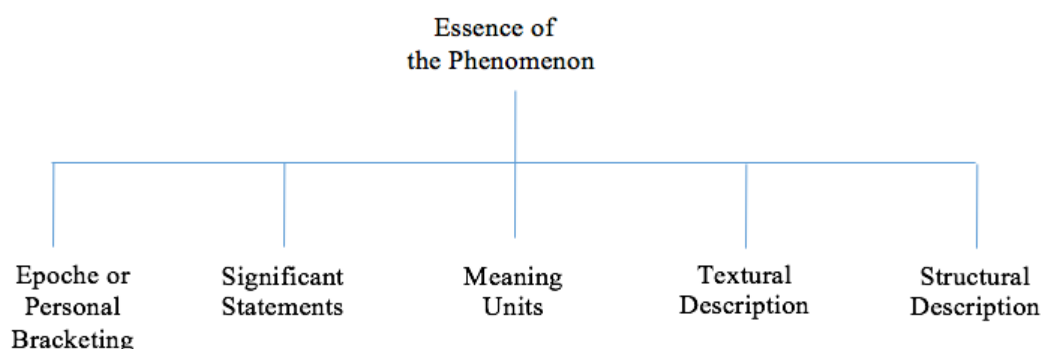 Essence of
the Phenomenon
Epoche or
Personal
Bracketing
Significant
Statements
Meaning
Units
Textural
Description
Structural
Description